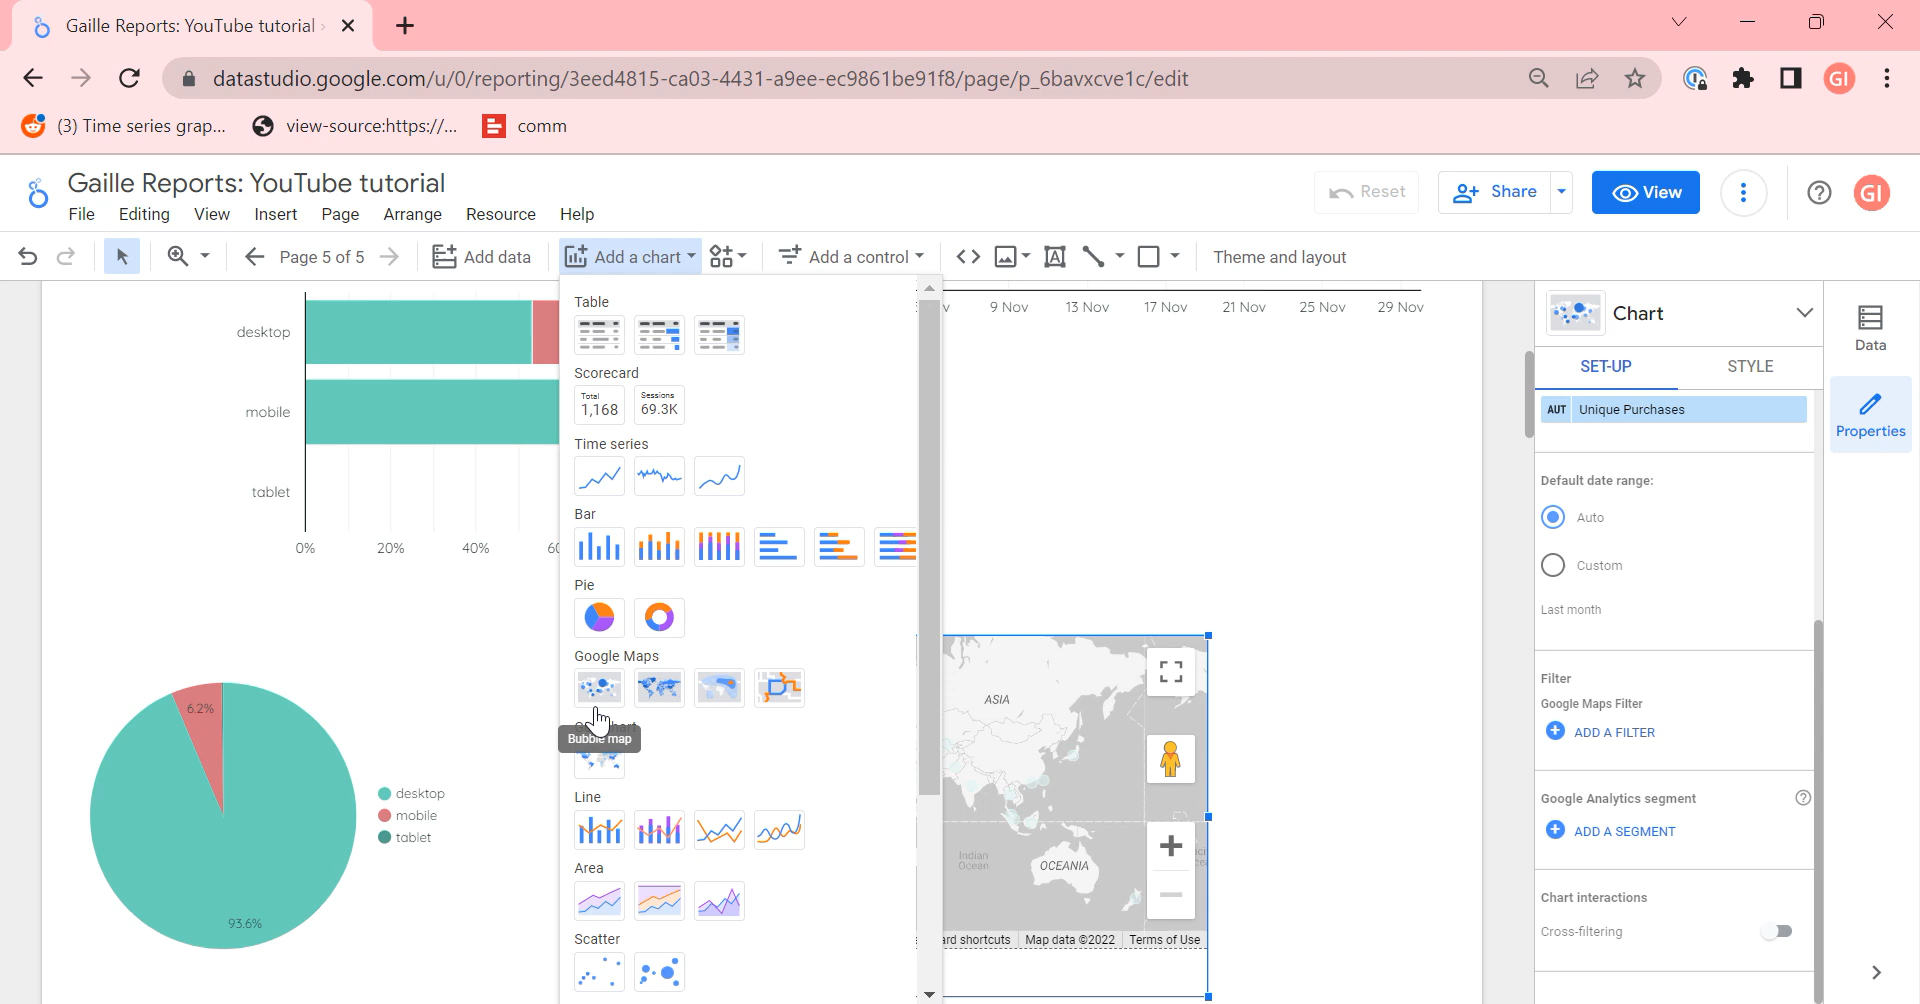 Gaille Reports: YouTube tutorial
datastudio.google.com/u/0/reporting/3eed4815-ca03-4431-a9ee-ec9861be91f8/page/p_6bavxcve1c/edit
GI
(3) Time series grap...
view-source:https://...
comm
Gaille Reports: YouTube tutorial
File Editing View Insert Page Arrange Resource Help
Reset
Share
View
GI
Page 5 of 5
Add data
Add a chart
Add a control
Theme and layout
desktop
mobile
tablet
0% 20% 40%
6.2%
93.6%
desktop
mobile
tablet
Table
Scorecard
Total
1,168
Sessions
69.3K
Time series
Bar
Pie
Google Maps
Bubble map
Line
Area
Scatter
9 Nov 13 Nov 17 Nov 21 Nov 25 Nov 29 Nov
ASIA
Indian
Ocean
OCEANIA
ard shortcuts Map data ©2022 Terms of Use
Chart
SET-UP STYLE
AUT Unique Purchases
Default date range:
Auto
Custom
Last month
Filter
Google Maps Filter
ADD A FILTER
Google Analytics segment
ADD A SEGMENT
Chart interactions
Cross-filtering
Data
Properties